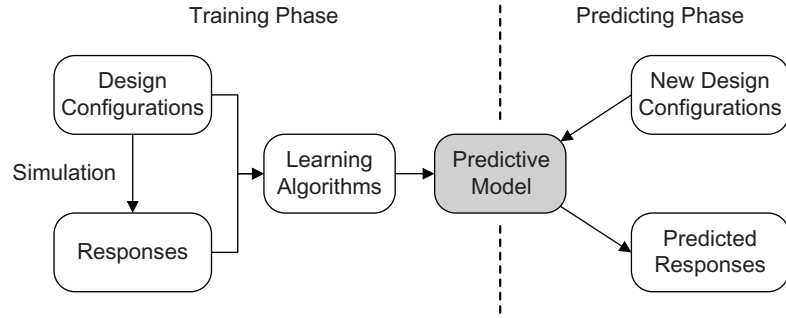 Training Phase
Predicting Phase
Design
Configurations
New Design
Configurations
Simulation
Learning
Algorithms
Predictive
Model
Responses
Predicted
Responses